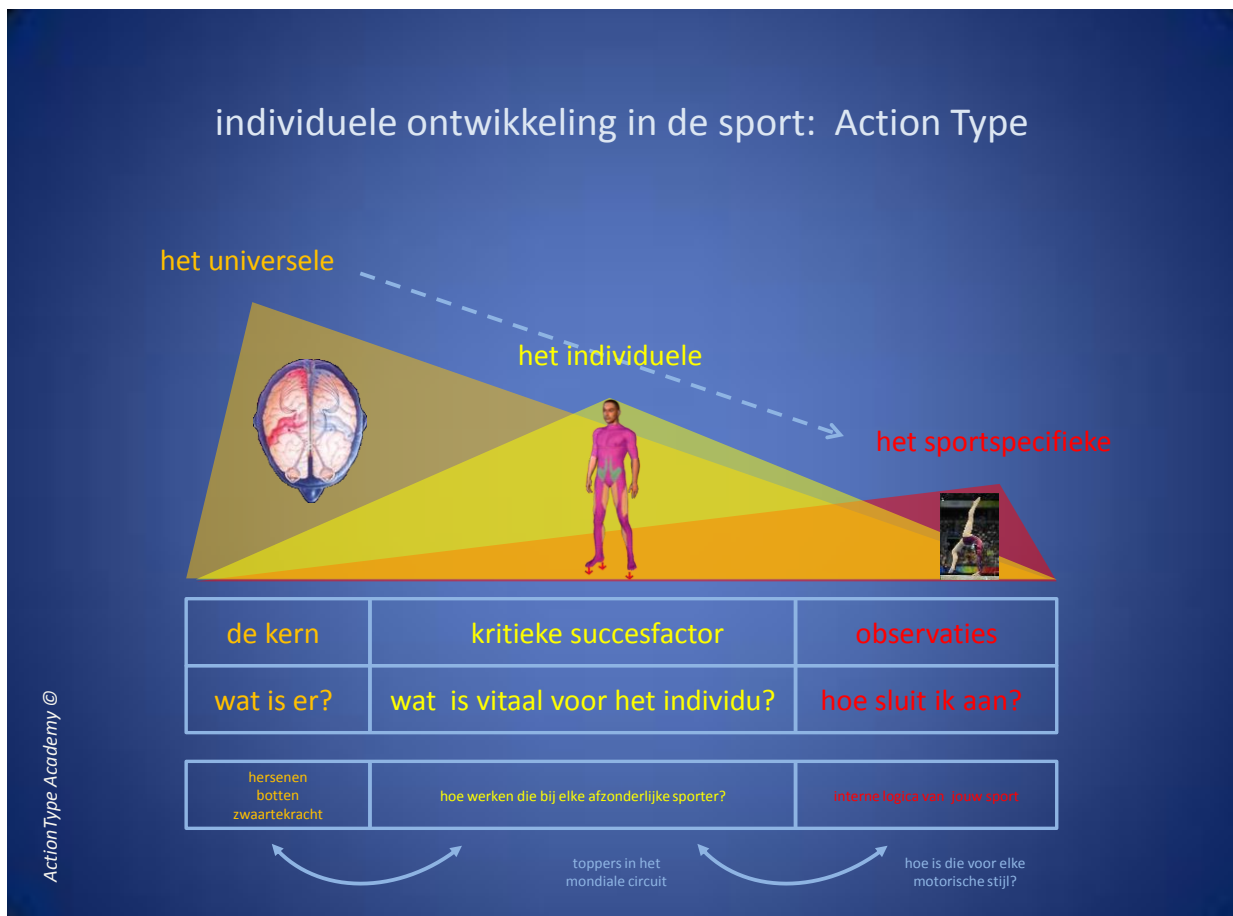 individuele ontwikkeling in de sport: Action Type
het universele
het individuele
het sportspecifieke
de kern
kritieke succesfactor
observaties
wat is er?
wat is vitaal voor het individu?
hoe sluit ik aan?
hersenen
botten
zwaartekracht
hoe werken die bij elke afzonderlijke sporter?
interne logica van jouw sport
toppers in het
mondiale circuit
hoe is die voor elke
motorische stijl?
ActionType Academy ©